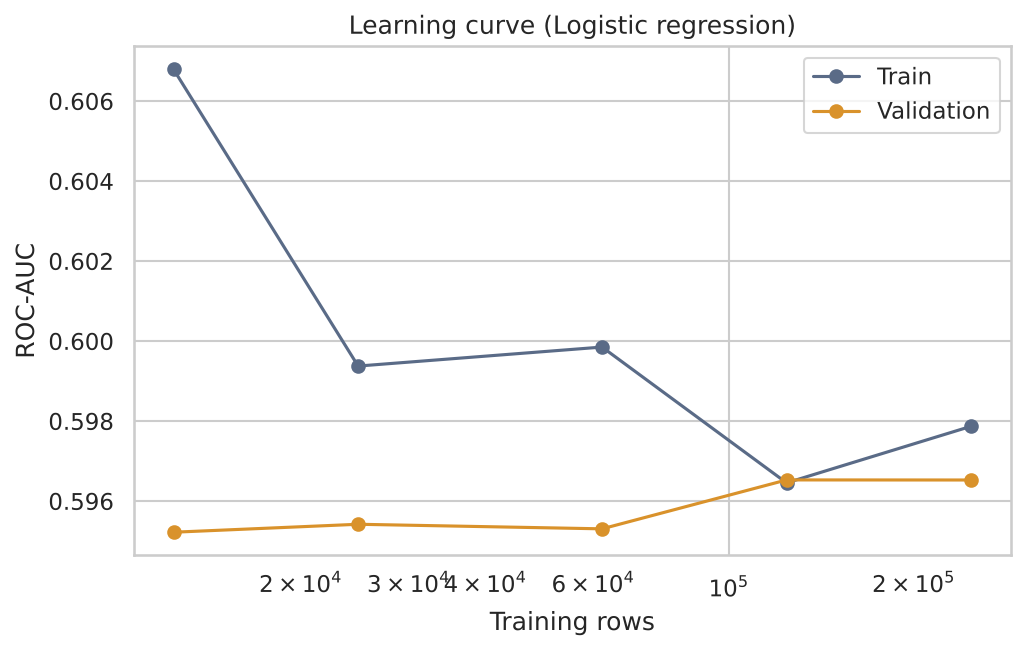 Learning curve (Logistic regression)
Train
Validation
0.606
0.604
0.602
0.600
0.598
0.596
ROC-AUC
2 × 10⁴ 3 × 10⁴ 4 × 10⁴ 6 × 10⁴ 10⁵ 2 × 10⁵
Training rows